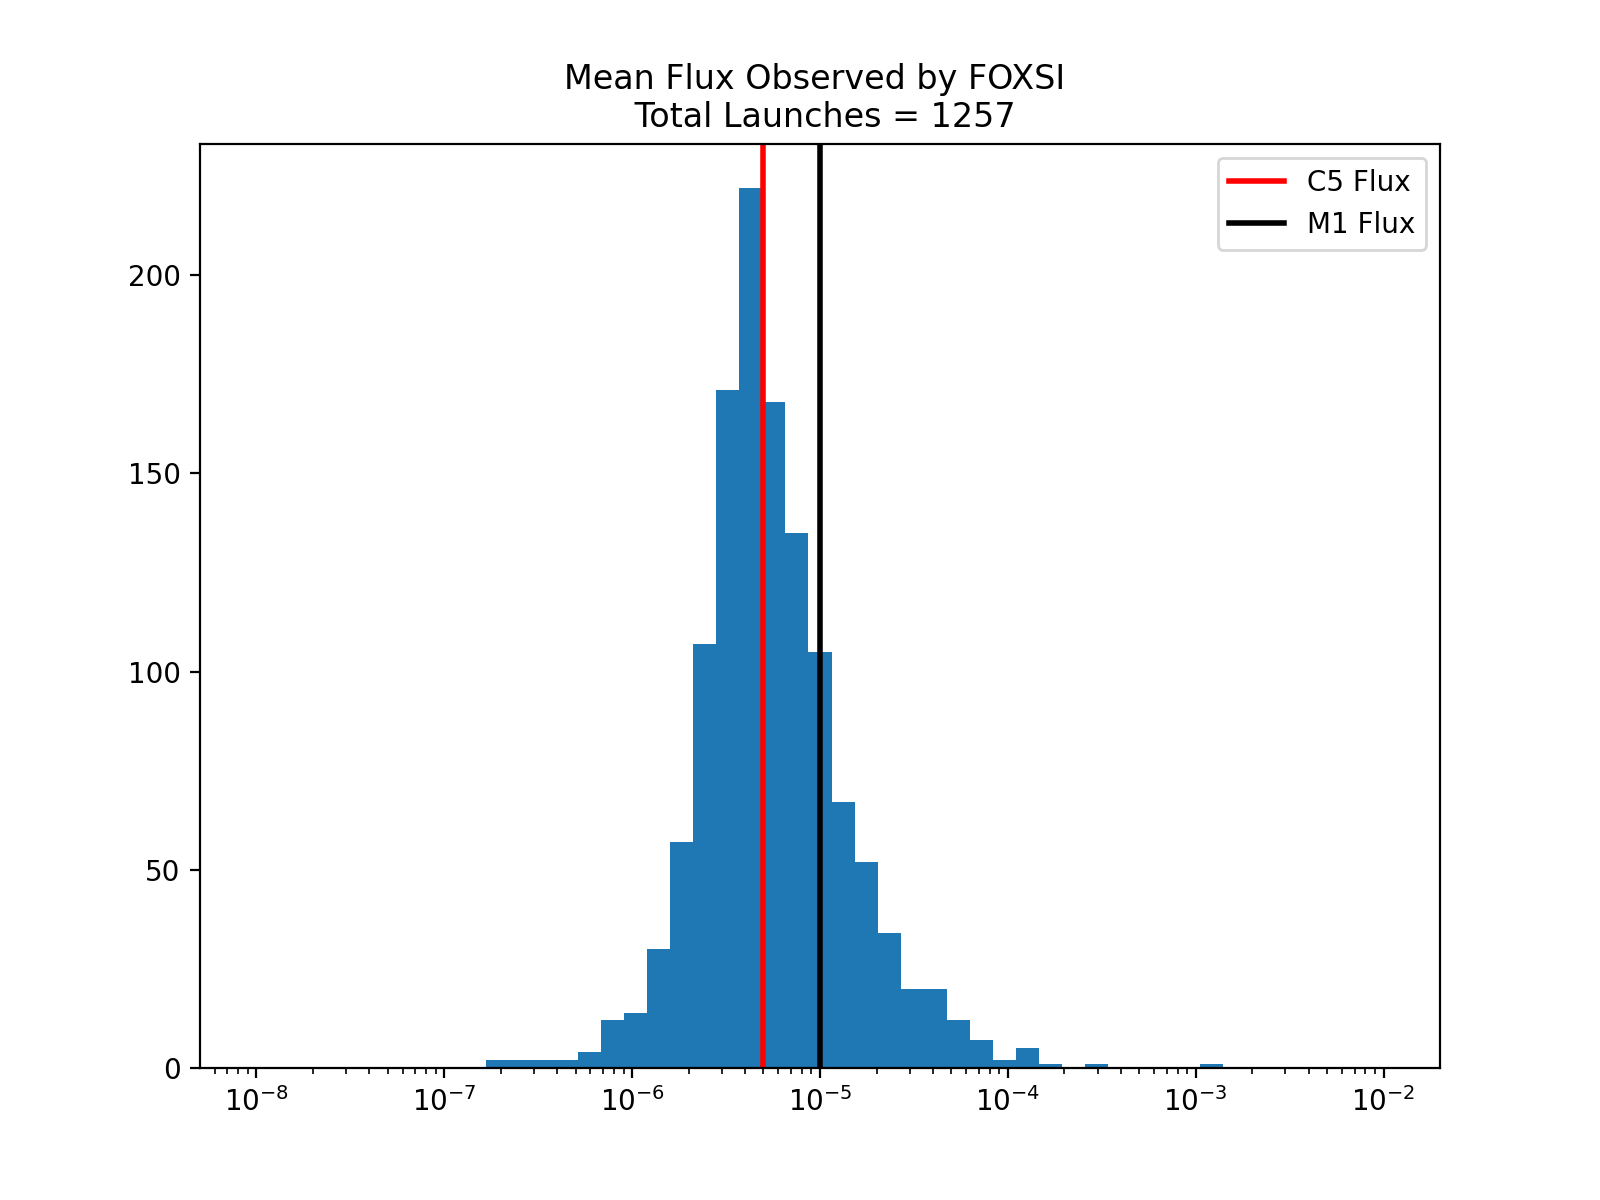 Mean Flux Observed by FOXSI
Total Launches = 1257
C5 Flux
M1 Flux
200
150
100
50
0
10⁻⁸ 10⁻⁷ 10⁻⁶ 10⁻⁵ 10⁻⁴ 10⁻³ 10⁻²